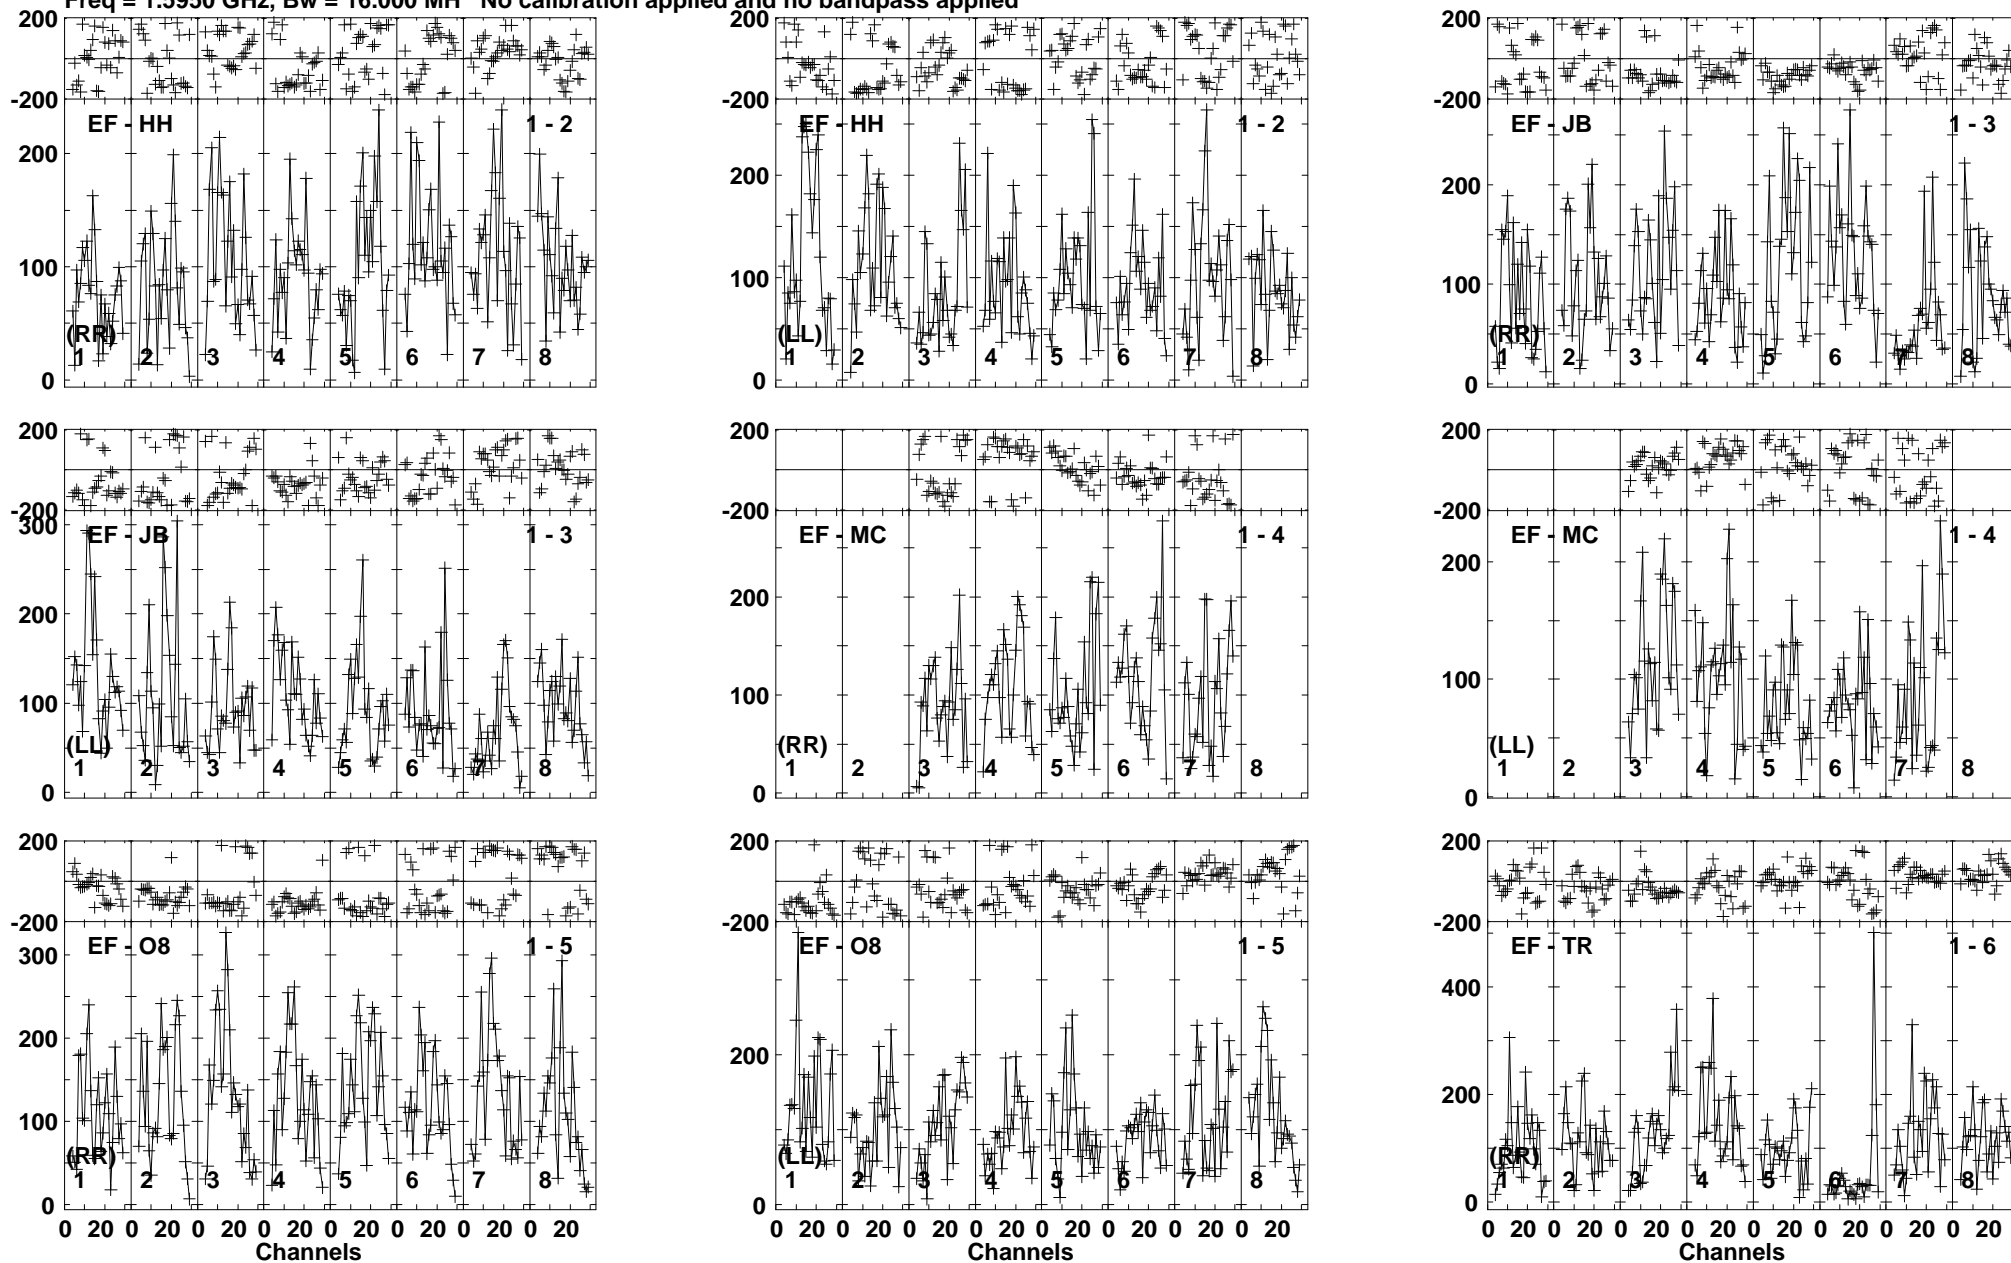 Freq = 1.5950 GHz, Bw = 16.000 MH No calibration applied and no bandpass applied
200 200 200
-200 -200 -200
EF - HH 1 - 2 EF - HH 1 - 2 EF - JB 1 - 3
200 200 200
100 100 100
(RR) (LL) (RR)
1 2 3 4 5 6 7 8 1 2 3 4 5 6 7 8 1 2 3 4 5 6 7 8
0 0 0
200 200 200
-200 -200 -200
300
EF - JB 1 - 3 EF - MC 1 - 4 EF - MC 1 - 4
200 200 200
100 100 100
(LL) (RR) (LL)
1 2 3 4 5 6 7 8 1 2 3 4 5 6 7 8 1 2 3 4 5 6 7 8
0 0 0
200 200 200
-200 -200 -200
EF - O8 1 - 5 EF - O8 1 - 5 EF - TR 1 - 6
300 400
200 200 200
100
(RR) (LL) (RR)
1 2 3 4 5 6 7 8 1 2 3 4 5 6 7 8 1 2 3 4 5 6 7 8
0 0 0
0 20 0 20 0 20 0 20 0 20 0 20 0 20 0 20 0 20 0 20 0 20 0 20 0 20 0 20 0 20 0 20 0 20 0 20 0 20 0 20 0 20 0 20 0 20 0 20
Channels Channels Channels